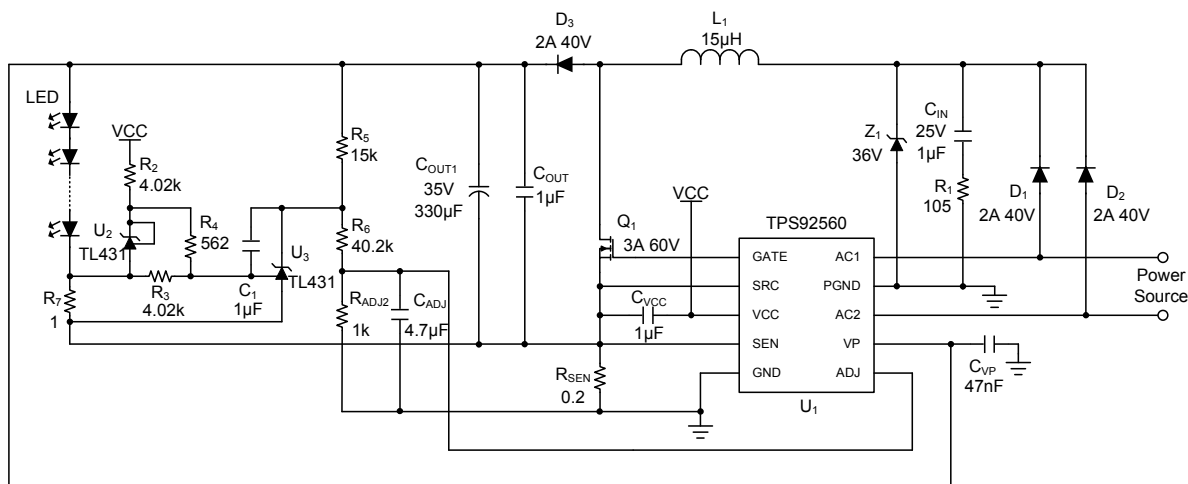 D3
2A 40V
L1
15µH
LED
VCC
R2
4.02k
U2
TL431
R4
562
R3
4.02k
C1
1µF
U3
TL431
R7
1
R5
15k
R6
40.2k
RADJ2
1k
CADJ
4.7µF
COUT1
35V
330µF
COUT
1µF
Q1
3A 60V
VCC
CVCC
1µF
RSEN
0.2
TPS92560
GATE
SRC
VCC
SEN
GND
AC1
PGND
AC2
VP
ADJ
U1
Z1
36V
CIN
25V
1µF
R1
105
D1
2A 40V
D2
2A 40V
Power
Source
CVP
47nF